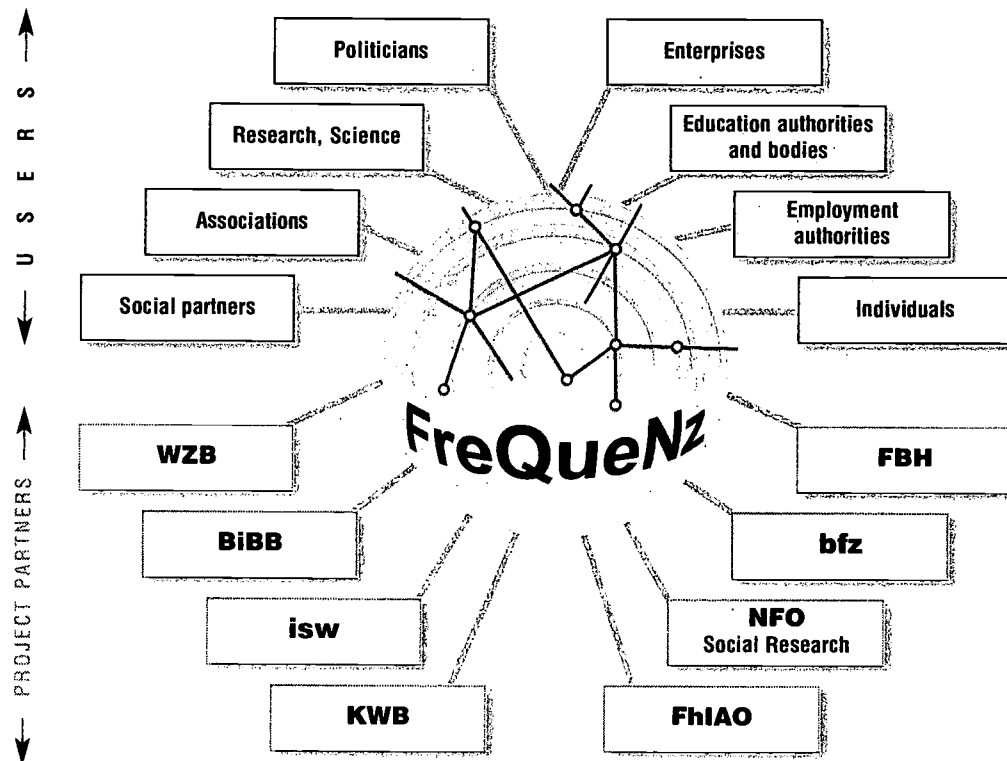 USERS
Politicians
Enterprises
Research, Science
Education authorities
and bodies
Associations
Employment
authorities
Social partners
Individuals
FreQueNz
PROJECT PARTNERS
WZB
FBH
BiBB
bfz
isw
NFO
Social Research
KWB
FhIAO